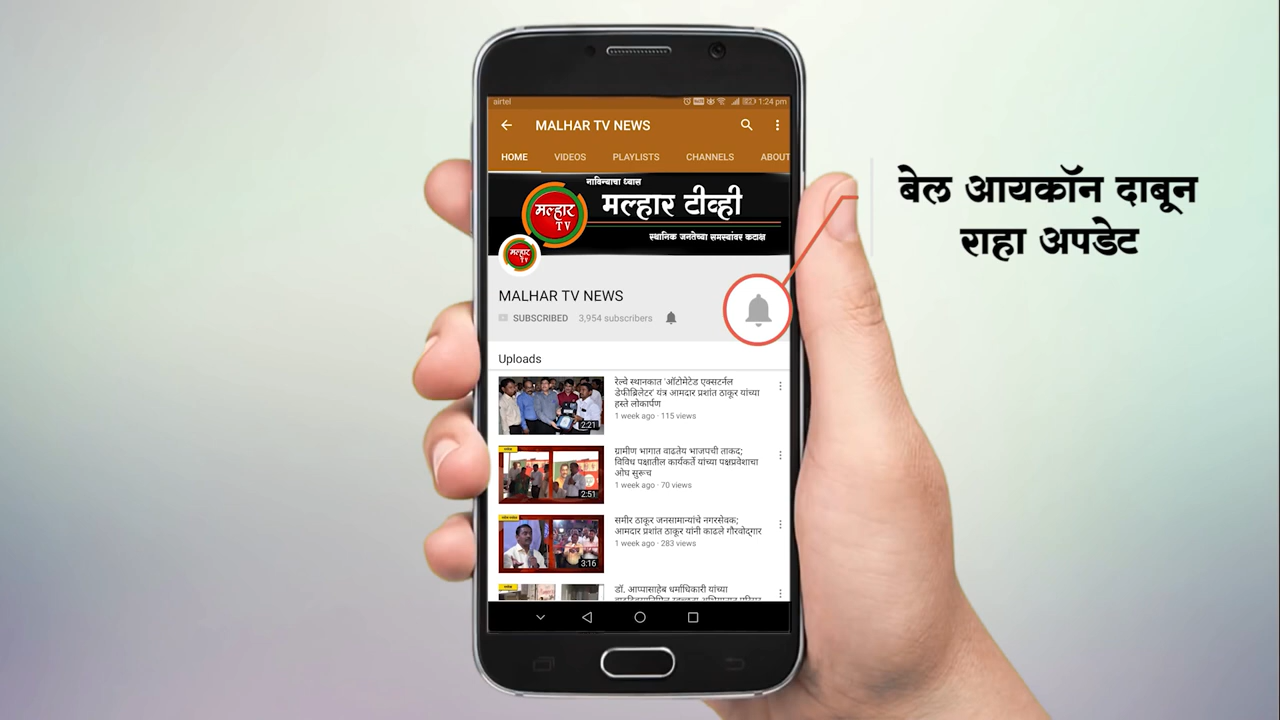 airtel
1:24 pm
MALHAR TV NEWS
HOME VIDEOS PLAYLISTS CHANNELS ABOUT
नाविन्याचा ध्यास
मल्हार टीव्ही
स्थानिक जनतेच्या समस्यांवर कटाक्ष
मल्हार
TV
मल्हार
TV
MALHAR TV NEWS
SUBSCRIBED 3,954 subscribers
Uploads
रेल्वे स्थानकात 'ऑटोमेटेड एक्सटर्नल
डेफीब्रिलेटर' यंत्र आमदार प्रशांत ठाकूर यांच्या
हस्ते लोकार्पण
1 week ago · 115 views
2:21
ग्रामीण भागात वाढतेय भाजपची ताकद;
विविध पक्षातील कार्यकर्ते यांच्या पक्षप्रवेशाचा
ओघ सुरूच
1 week ago · 70 views
2:51
समीर ठाकूर जनसामान्यांचे नगरसेवक;
आमदार प्रशांत ठाकूर यांनी काढले गौरवोद्गार
1 week ago · 283 views
3:16
डॉ. आप्पासाहेब धर्माधिकारी यांच्या
बेल आयकॉन दाबून
राहा अपडेट